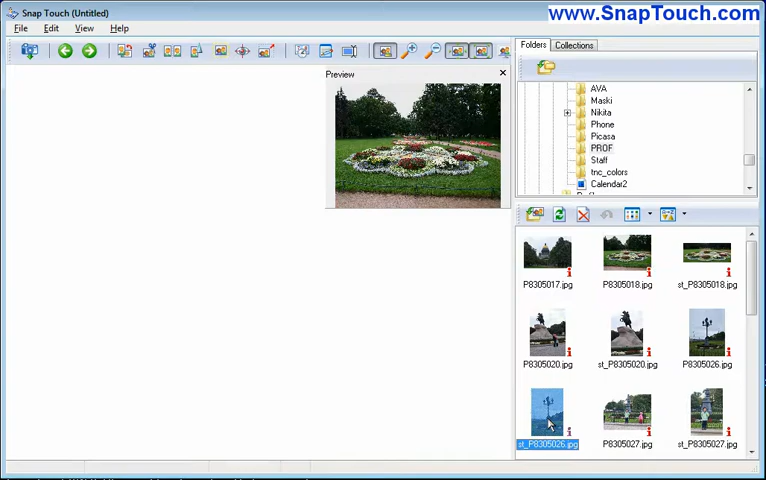 Snap Touch (Untitled)
www.SnapTouch.com
File Edit View Help
Preview
Folders Collections
AVA
Maski
Nikita
Phone
Picasa
PROF
Staff
tnc_colors
Calendar2
P8305017.jpg P8305018.jpg st_P8305018.jpg
P8305020.jpg st_P8305020.jpg P8305026.jpg
st_P8305026.jpg P8305027.jpg st_P8305027.jpg